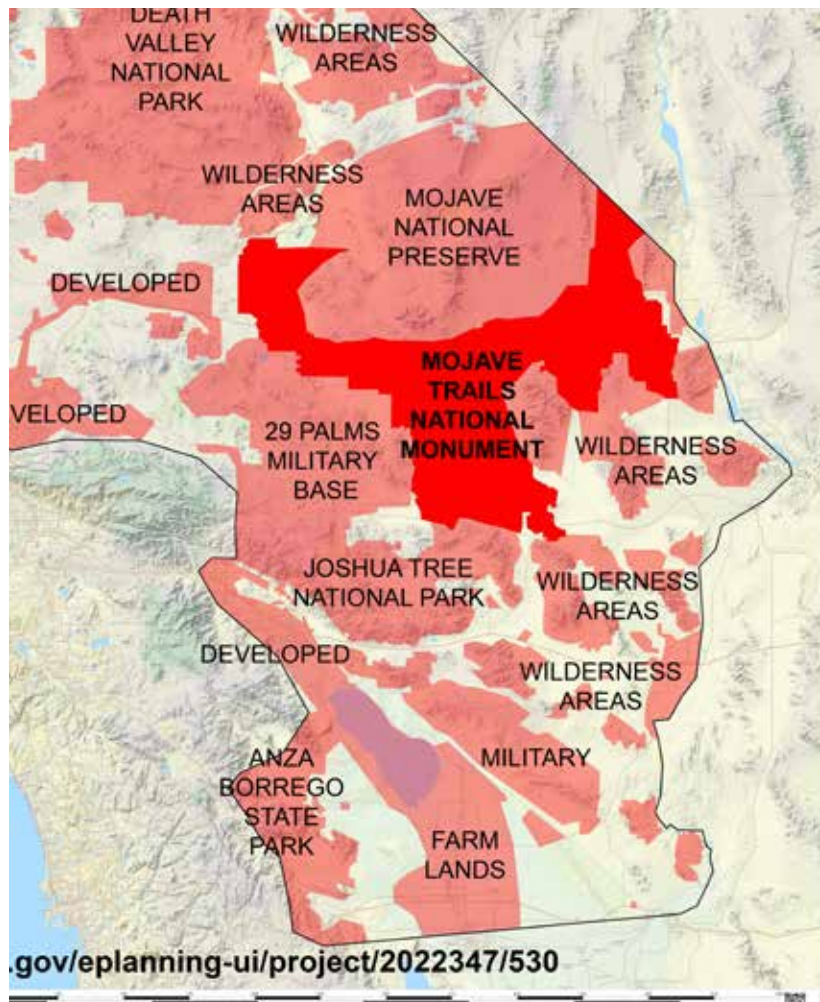 DEATH
VALLEY
NATIONAL
PARK
WILDERNESS
AREAS
WILDERNESS
AREAS
MOJAVE
NATIONAL
PRESERVE
DEVELOPED
MOJAVE
TRAILS
NATIONAL
MONUMENT
VELOPED
29 PALMS
MILITARY
BASE
WILDERNESS
AREAS
JOSHUA TREE
NATIONAL PARK
WILDERNESS
AREAS
DEVELOPED
WILDERNESS
AREAS
ANZA
BORREGO
STATE
PARK
MILITARY
FARM
LANDS
.gov/eplanning-ui/project/2022347/530